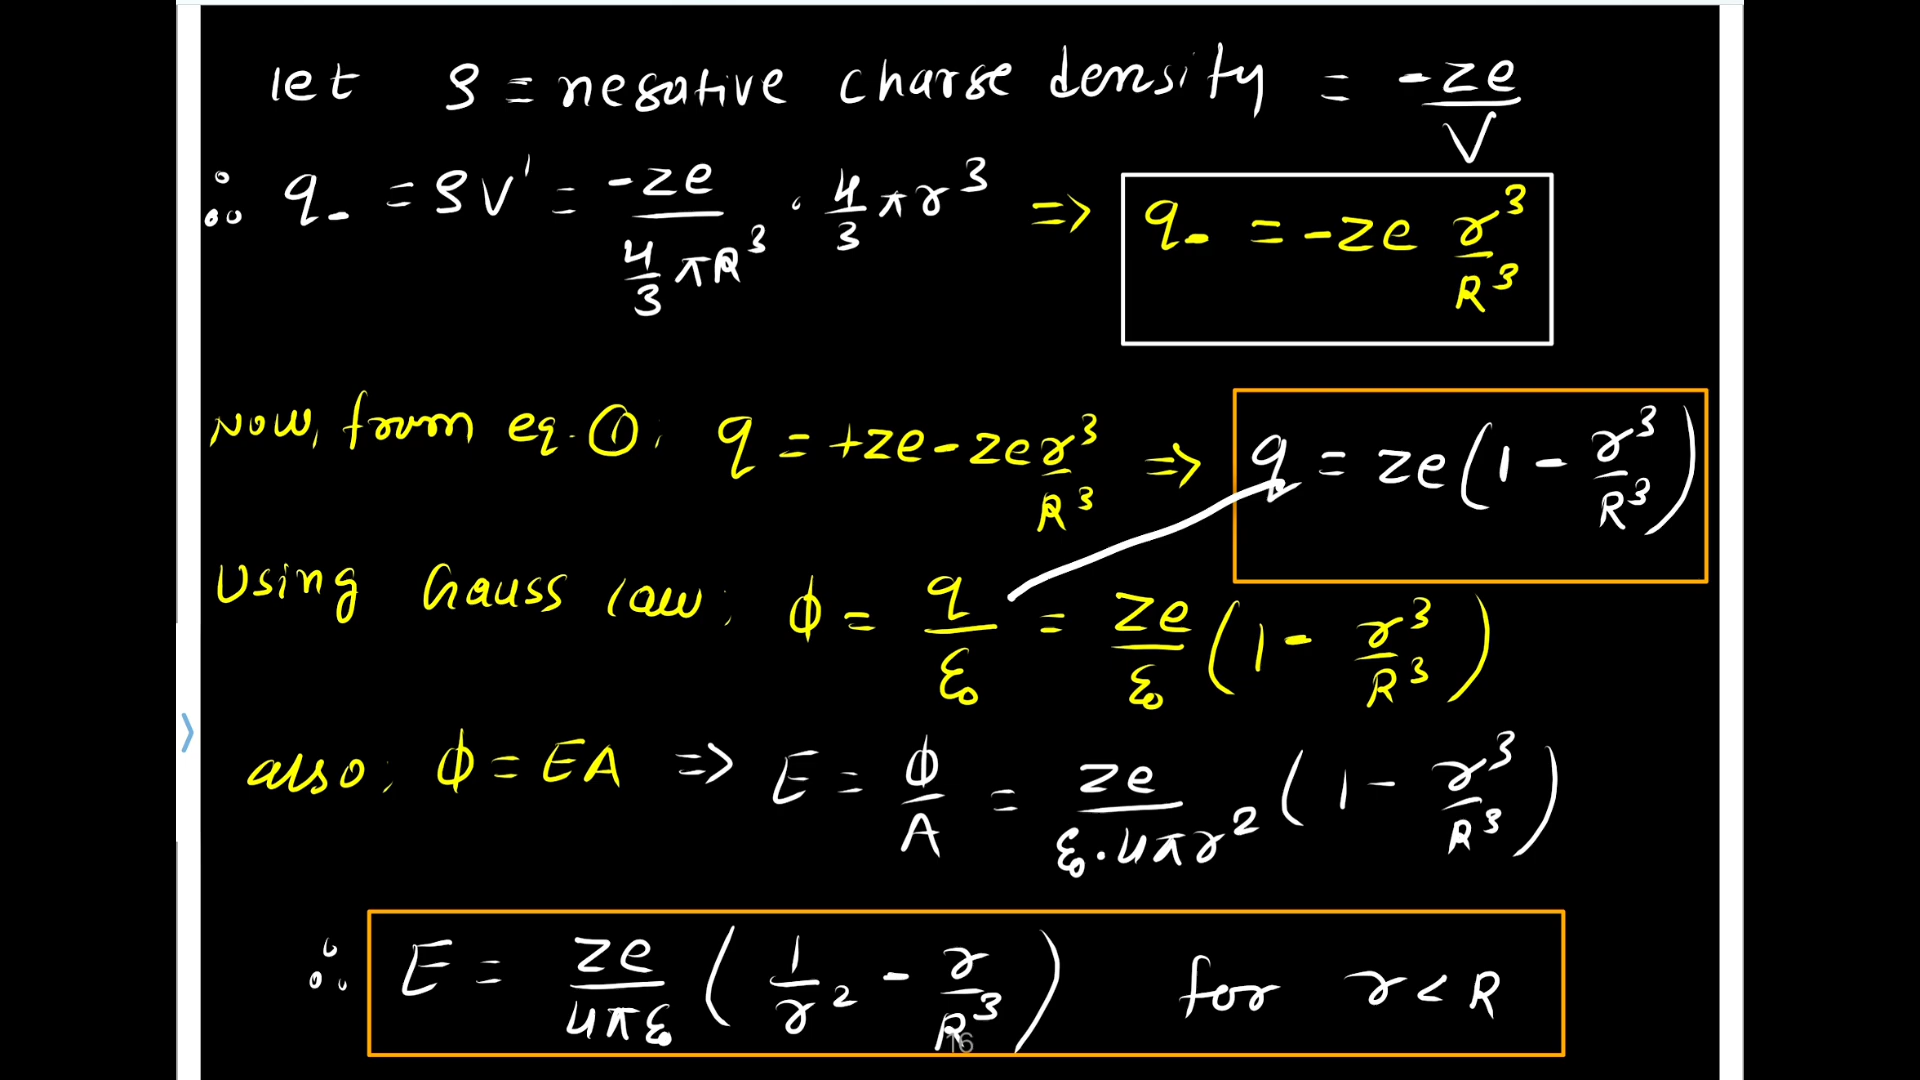 let ρ = negative charge density = -ze/V
∴ q₋ = ρV' = -ze/(4/3 πR³) · 4/3 πr³ => q₋ = -ze r³/R³
Now, from eq. ①, q = +ze - ze r³/R³ => q = ze(1 - r³/R³)
Using Gauss law, ϕ = q/ε₀ = ze/ε₀ (1 - r³/R³)
also, ϕ = EA => E = ϕ/A = ze/(ε₀·4πr²) (1 - r³/R³)
∴ E = ze/(4πε₀) (1/r² - r/R³) for r < R
16